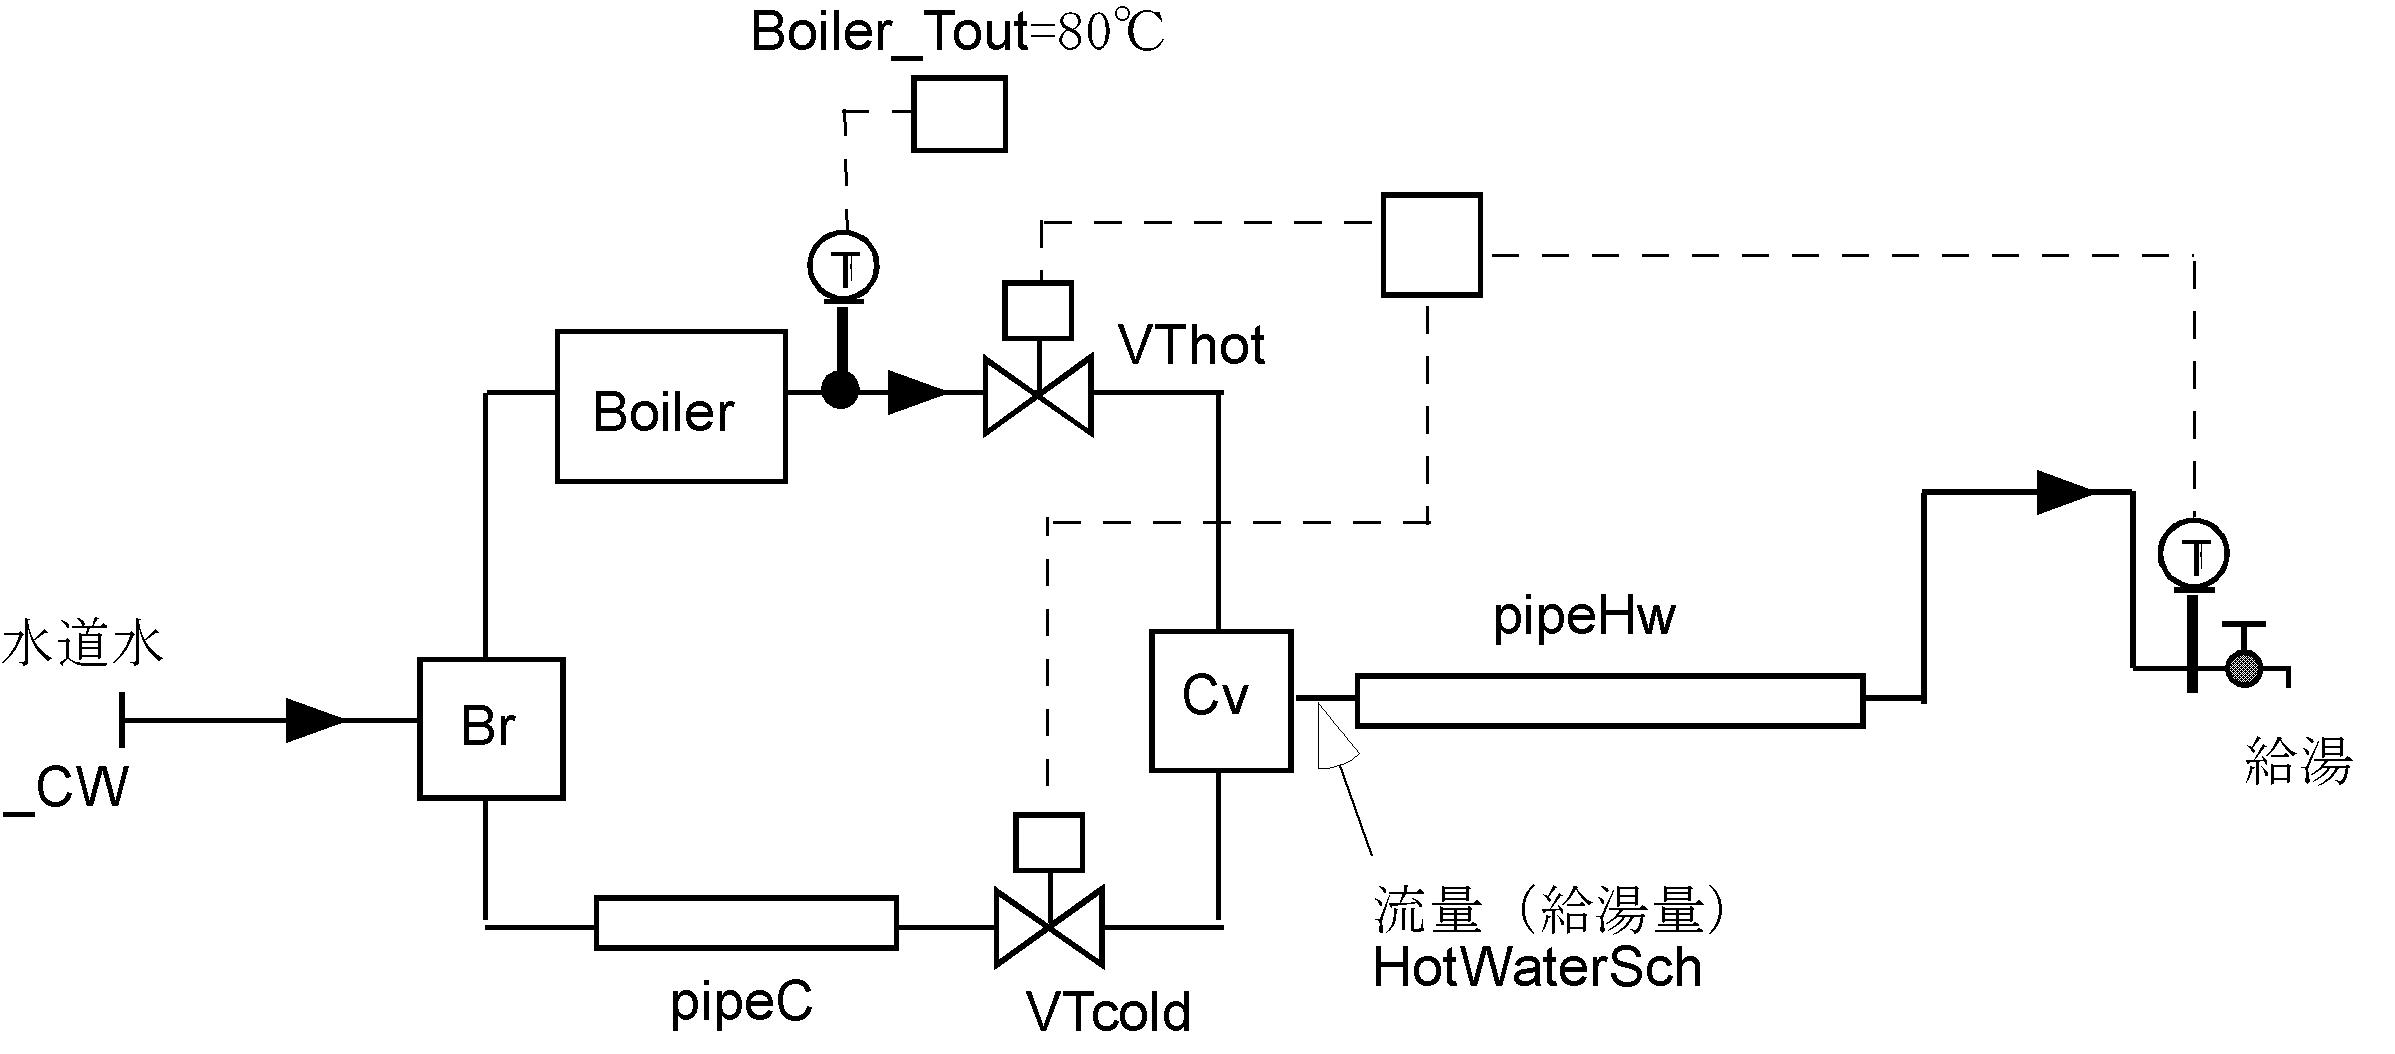 Boiler_Tout=80℃
T
VThot
Boiler
T
pipeHw
水道水
Cv
Br
_CW
給湯
流量（給湯量）
HotWaterSch
pipeC
VTcold